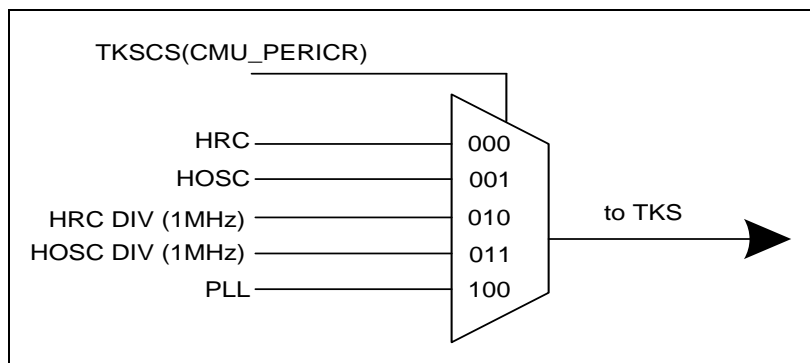 TKSCS(CMU_PERICR)
HRC 000
HOSC 001
HRC DIV (1MHz) 010
HOSC DIV (1MHz) 011
PLL 100
to TKS